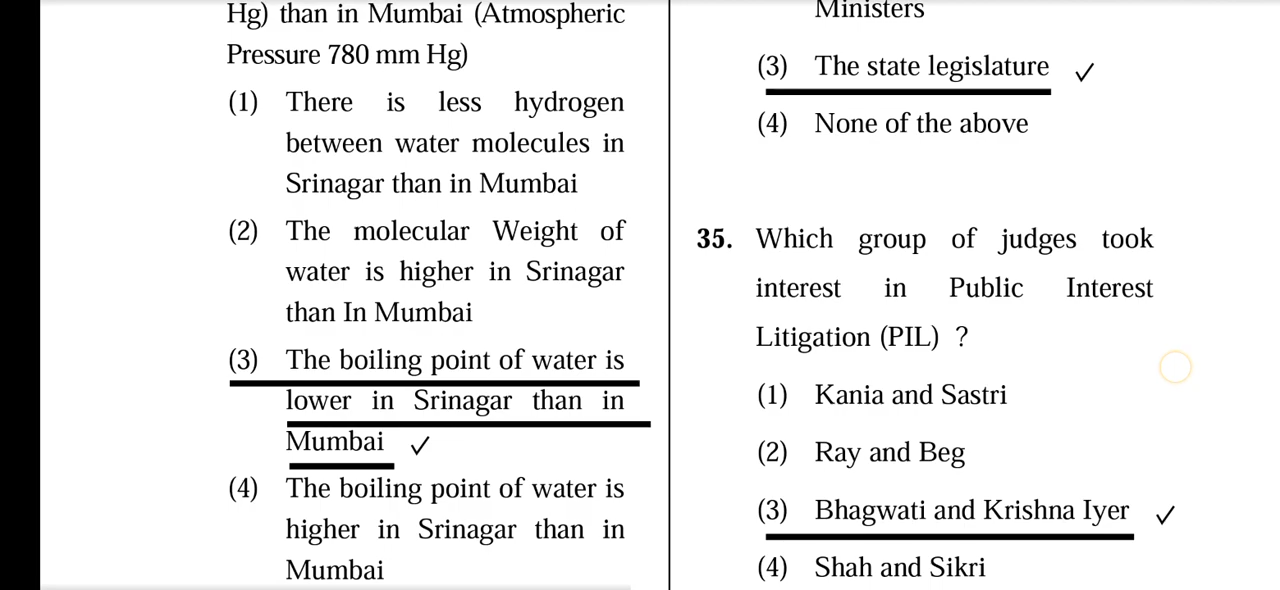 Hg) than in Mumbai (Atmospheric
Pressure 780 mm Hg)
(1) There is less hydrogen
between water molecules in
Srinagar than in Mumbai
(2) The molecular Weight of
water is higher in Srinagar
than In Mumbai
(3) The boiling point of water is
lower in Srinagar than in
Mumbai ✓
(4) The boiling point of water is
higher in Srinagar than in
Mumbai
Ministers
(3) The state legislature ✓
(4) None of the above
35. Which group of judges took
interest in Public Interest
Litigation (PIL) ?
(1) Kania and Sastri
(2) Ray and Beg
(3) Bhagwati and Krishna Iyer ✓
(4) Shah and Sikri